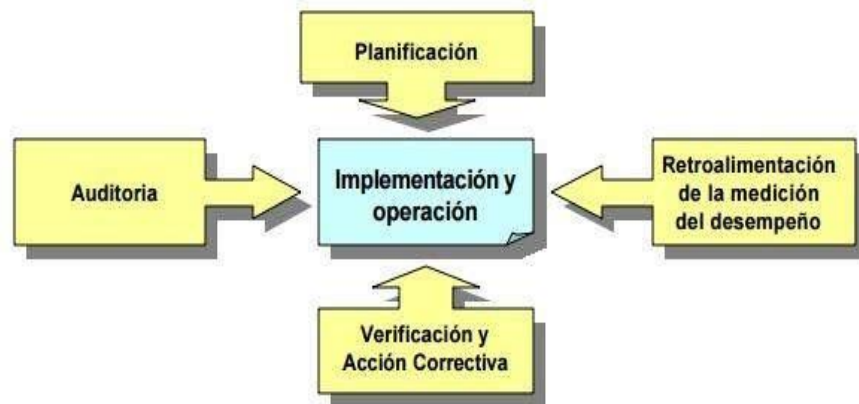 Planificación
Auditoria
Implementación y
operación
Retroalimentación
de la medición
del desempeño
Verificación y
Acción Correctiva